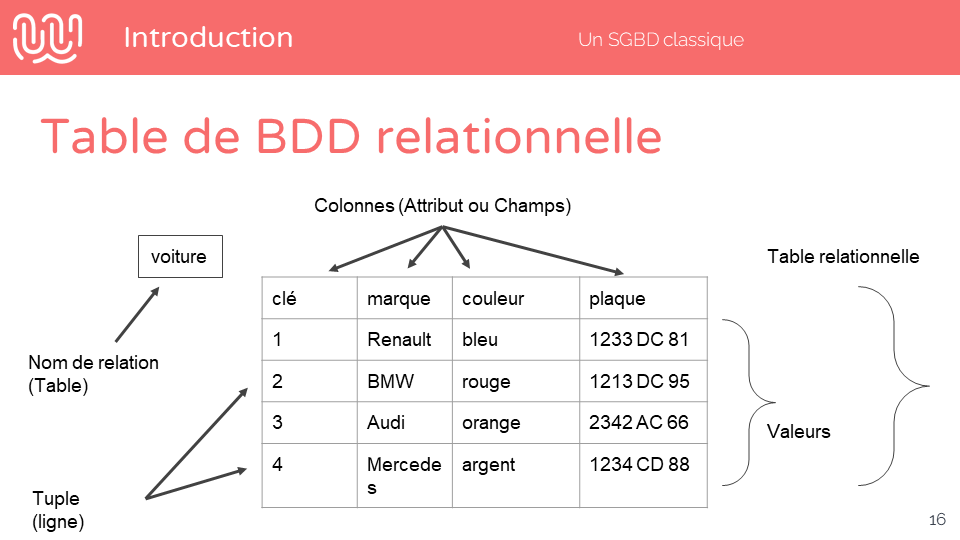 Introduction
Un SGBD classique
Table de BDD relationnelle
Colonnes (Attribut ou Champs)
voiture
Table relationnelle
clé marque couleur plaque
1 Renault bleu 1233 DC 81
Nom de relation
(Table)
2 BMW rouge 1213 DC 95
3 Audi orange 2342 AC 66
Valeurs
4 Mercede argent 1234 CD 88
s
Tuple
(ligne)
16